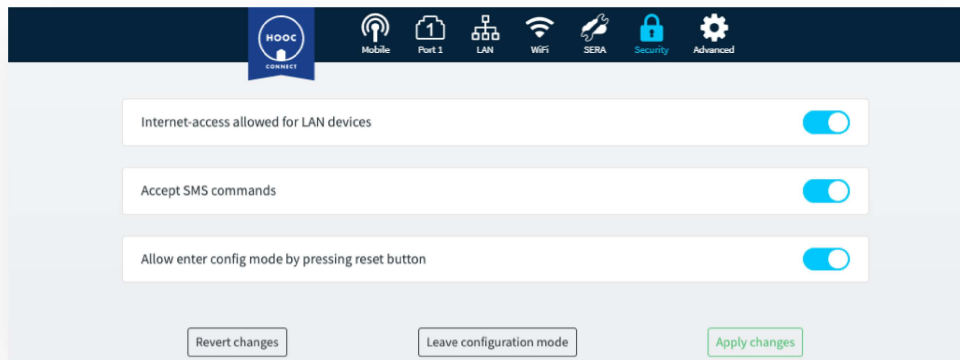 HOOC
CONNECT
Mobile
1
Port 1
LAN
WiFi
SERA
Security
Advanced
Internet-access allowed for LAN devices
Accept SMS commands
Allow enter config mode by pressing reset button
Revert changes
Leave configuration mode
Apply changes